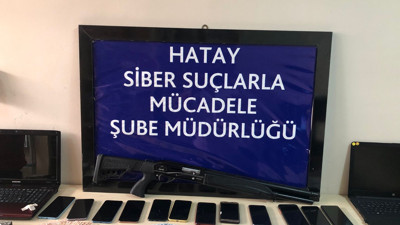 HATAY
SİBER SUÇLARLA
MÜCADELE
ŞUBE MÜDÜRLÜĞÜ